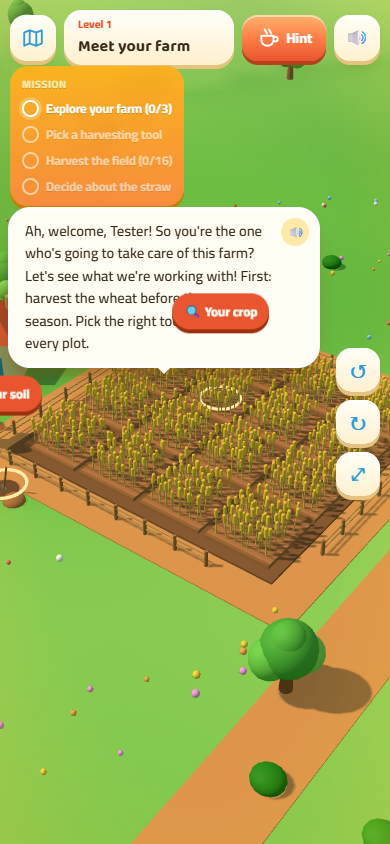 Level 1
Meet your farm
Hint
MISSION
Explore your farm (0/3)
Pick a harvesting tool
Harvest the field (0/16)
Decide about the straw
Ah, welcome, Tester! So you're the one
who's going to take care of this farm?
Let's see what we're working with! First:
harvest the wheat before
season. Pick the right
every plot.
Your crop
soil